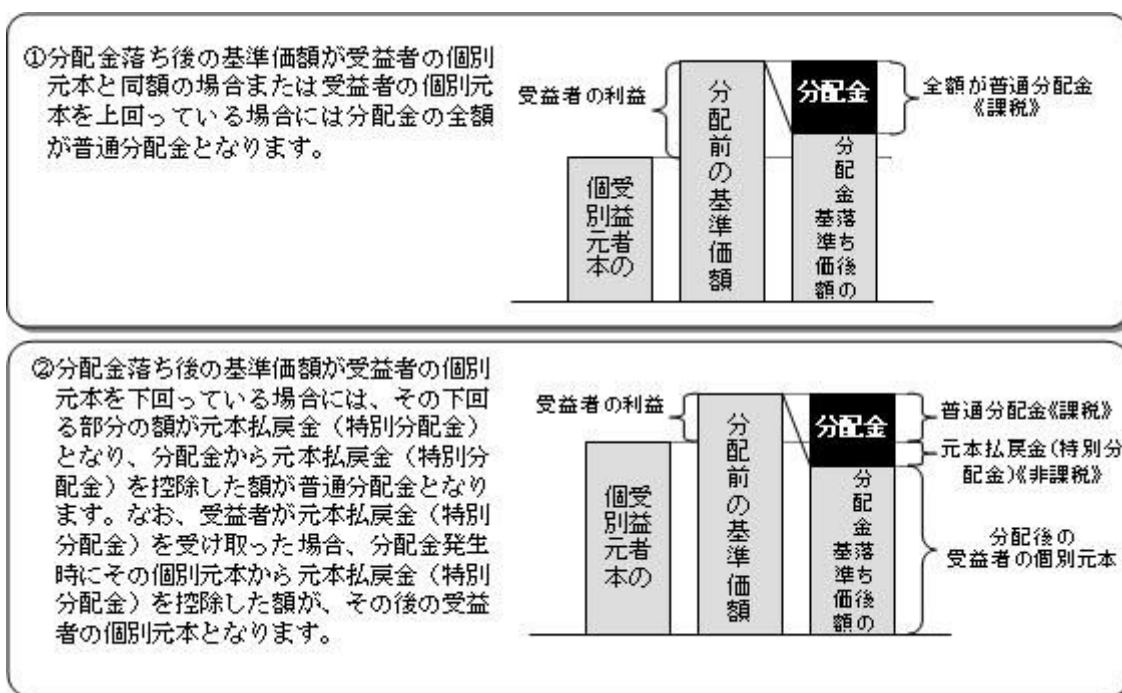 ①分配金落ち後の基準価額が受益者の個別
元本と同額の場合または受益者の個別元
本を上回っている場合には分配金の全額
が普通分配金となります。
受益者の利益
個別元本
受益者の
分配前の基準価額
分配金
分配金落ち後の
基準価額
全額が普通分配金
《課税》
②分配金落ち後の基準価額が受益者の個別
元本を下回っている場合には、その下回
る部分の額が元本払戻金（特別分配金）
となり、分配金から元本払戻金（特別分
配金）を控除した額が普通分配金となり
ます。なお、受益者が元本払戻金（特別
分配金）を受け取った場合、分配金発生
時にその個別元本から元本払戻金（特別
分配金）を控除した額が、その後の受益
者の個別元本となります。
受益者の利益
受益者の
個別元本
分配前の基準価額
分配金
分配金落ち後の
基準価額
普通分配金《課税》
元本払戻金（特別分
配金）《非課税》
分配後の
受益者の個別元本